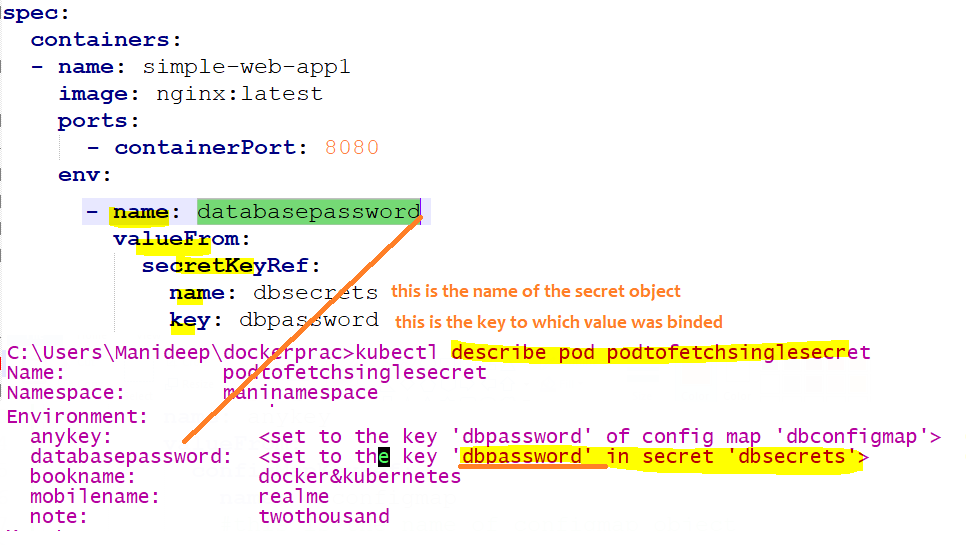 spec:
containers:
- name: simple-web-app1
image: nginx:latest
ports:
- containerPort: 8080
env:
- name: databasepassword
valueFrom:
secretKeyRef:
name: dbsecrets this is the name of the secret object
key: dbpassword this is the key to which value was binded
C:\Users\Manideep\dockerprac>kubectl describe pod podtofetchsinglesecret
Name: podtofetchsinglesecret
Namespace: maninamespace
Environment:
anykey: <set to the key 'dbpassword' of config map 'dbconfigmap'>
databasepassword: <set to the key 'dbpassword' in secret 'dbsecrets'>
bookname: docker&kubernetes
mobilename: realme
note: twothousand